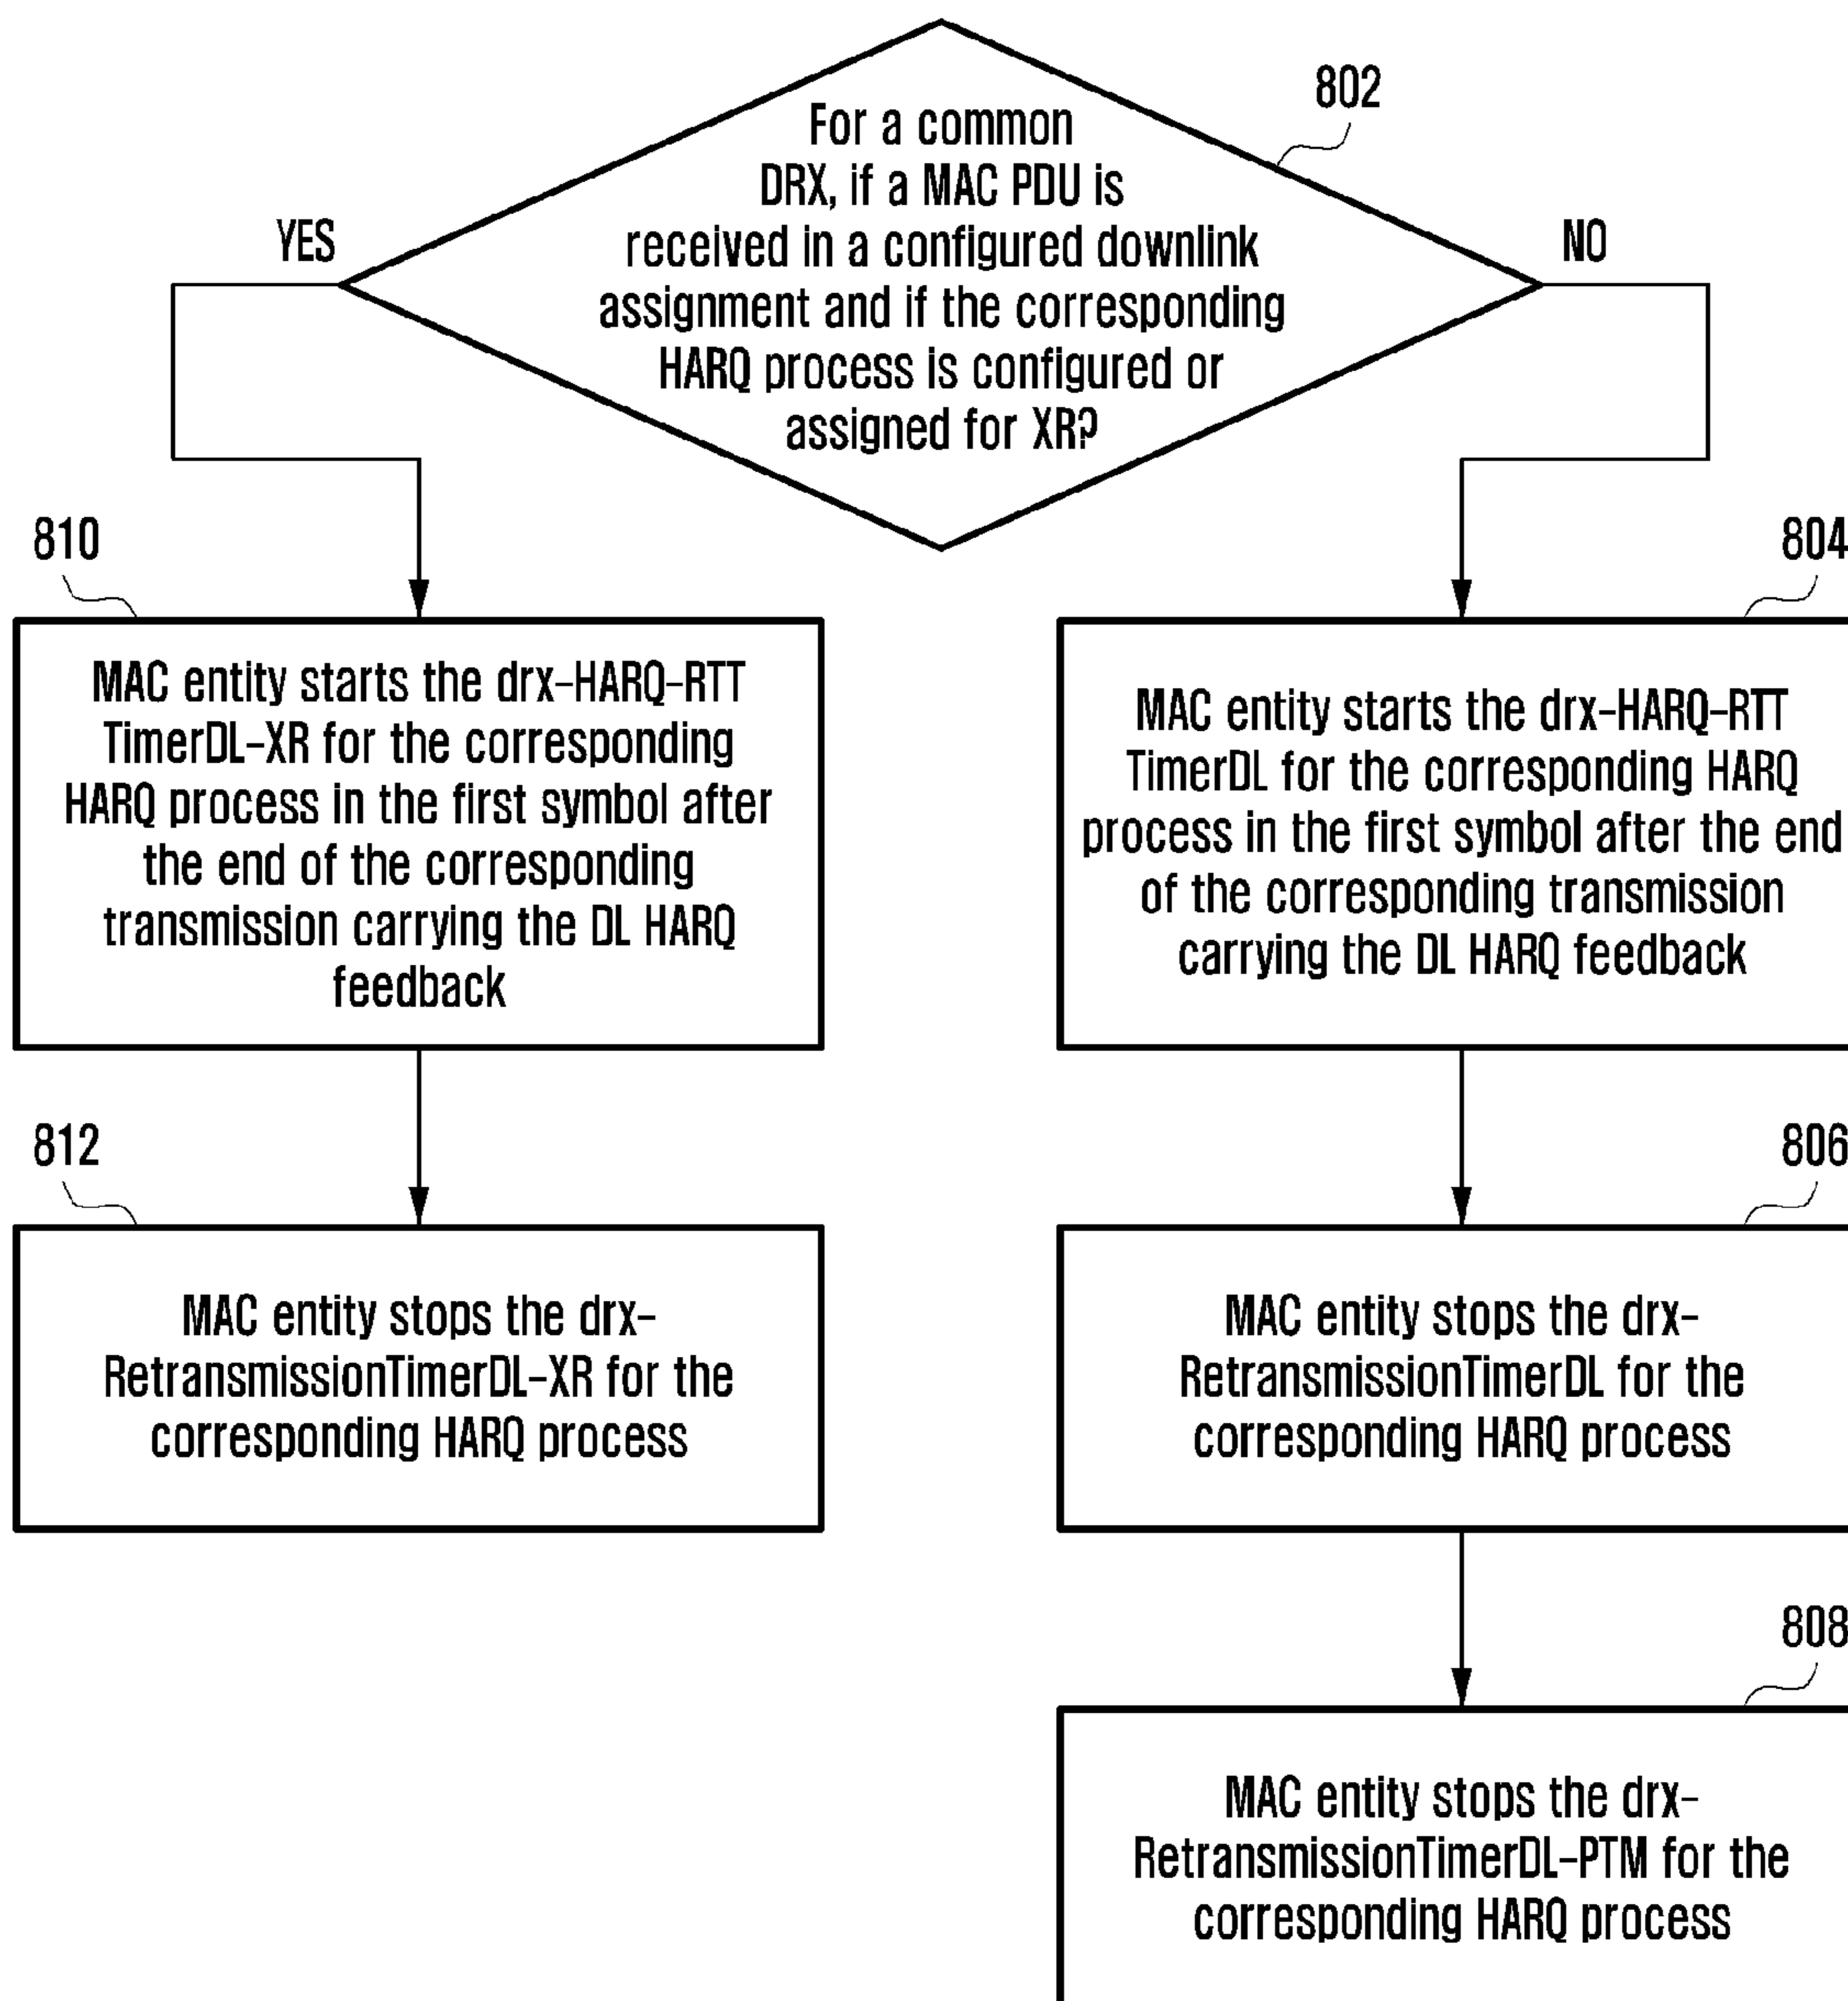 802
For a common
DRX, if a MAC PDU is
received in a configured downlink
assignment and if the corresponding
HARQ process is configured or
assigned for XR?
YES
NO
810
MAC entity starts the drx-HARQ-RTT
TimerDL-XR for the corresponding
HARQ process in the first symbol after
the end of the corresponding
transmission carrying the DL HARQ
feedback
804
MAC entity starts the drx-HARQ-RTT
TimerDL for the corresponding HARQ
process in the first symbol after the end
of the corresponding transmission
carrying the DL HARQ feedback
812
MAC entity stops the drx-
RetransmissionTimerDL-XR for the
corresponding HARQ process
806
MAC entity stops the drx-
RetransmissionTimerDL for the
corresponding HARQ process
808
MAC entity stops the drx-
RetransmissionTimerDL-PTM for the
corresponding HARQ process